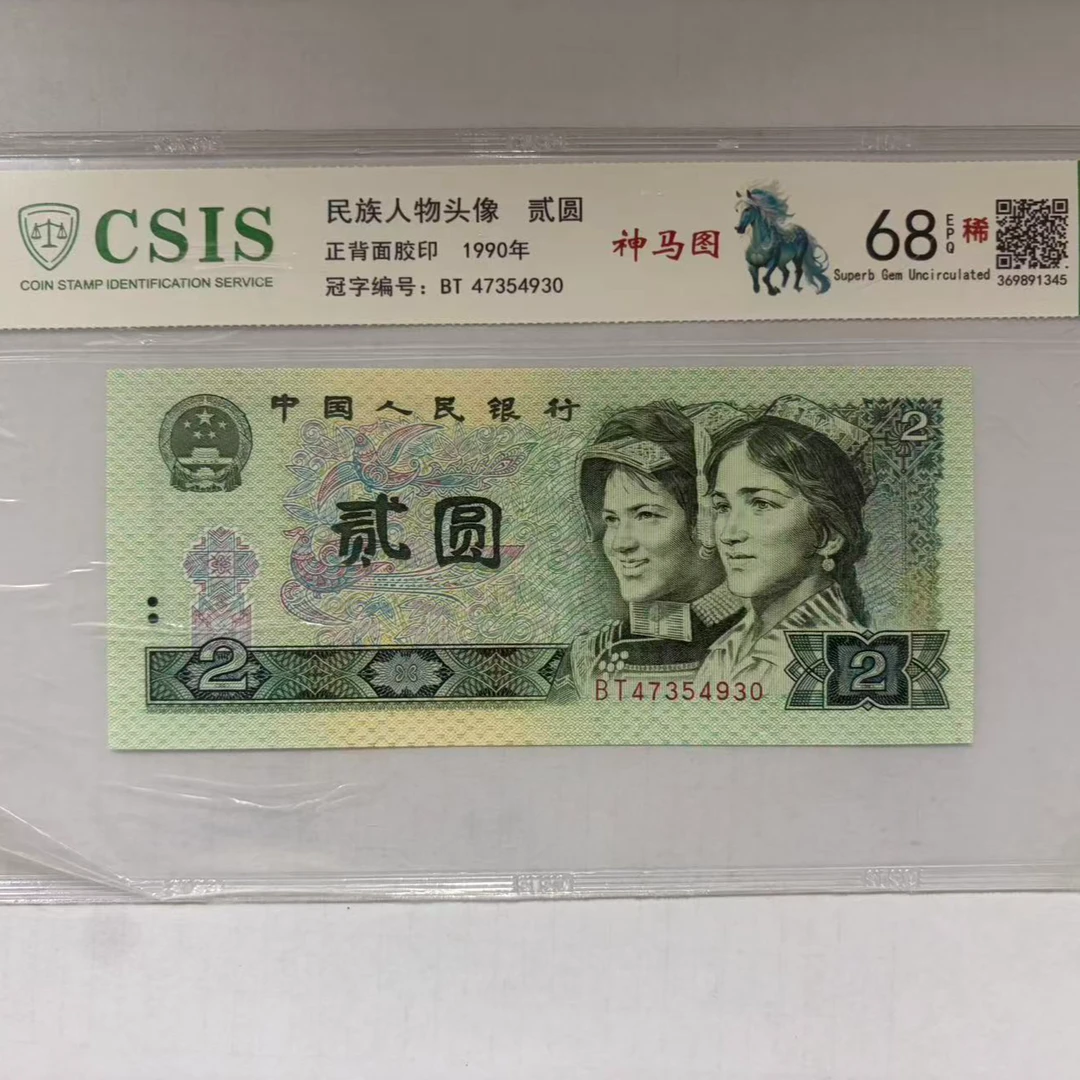 CSIS
COIN STAMP IDENTIFICATION SERVICE
民族人物头像 贰圆
正背面胶印 1990年
冠字编号：BT 47354930
神马图
68 EPQ 稀
Superb Gem Uncirculated
369891345
中国人民银行
2
贰圆
2
BT47354930
2